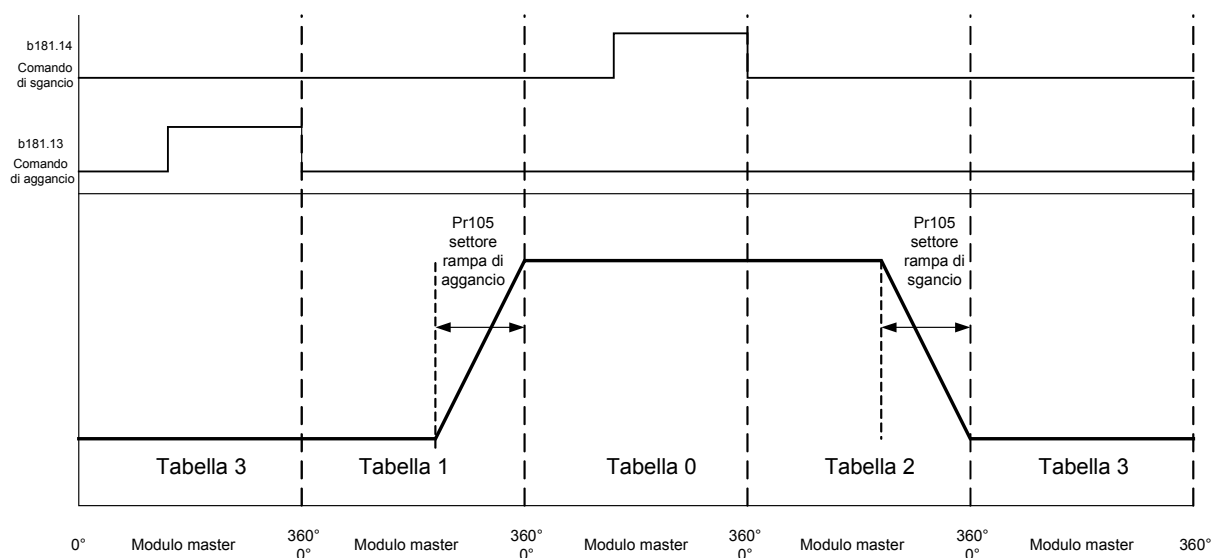 b181.14
Comando
di sgancio
b181.13
Comando
di aggancio
Pr105
settore
rampa di
aggancio
Pr105
settore
rampa di
sgancio
Tabella 3
Tabella 1
Tabella 0
Tabella 2
Tabella 3
0°
Modulo master
360°
0°
Modulo master
360°
0°
Modulo master
360°
0°
Modulo master
360°
0°
Modulo master
360°